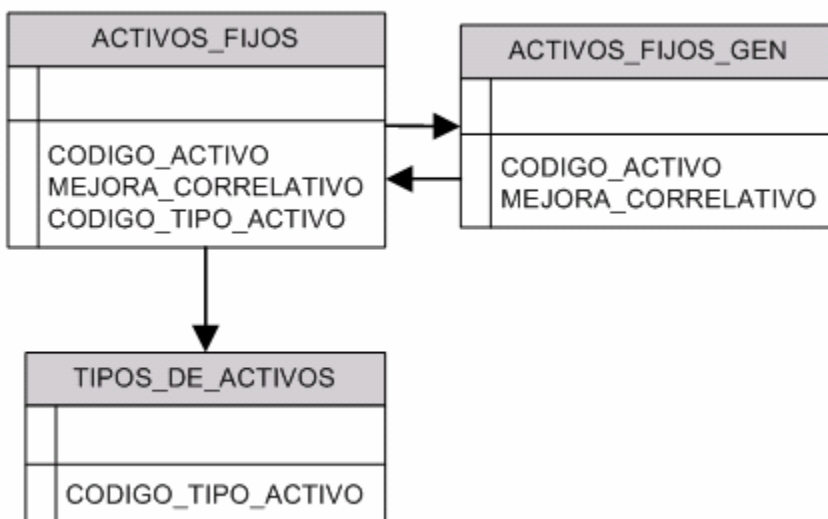 ACTIVOS_FIJOS
CODIGO_ACTIVO
MEJORA_CORRELATIVO
CODIGO_TIPO_ACTIVO
ACTIVOS_FIJOS_GEN
CODIGO_ACTIVO
MEJORA_CORRELATIVO
TIPOS_DE_ACTIVOS
CODIGO_TIPO_ACTIVO